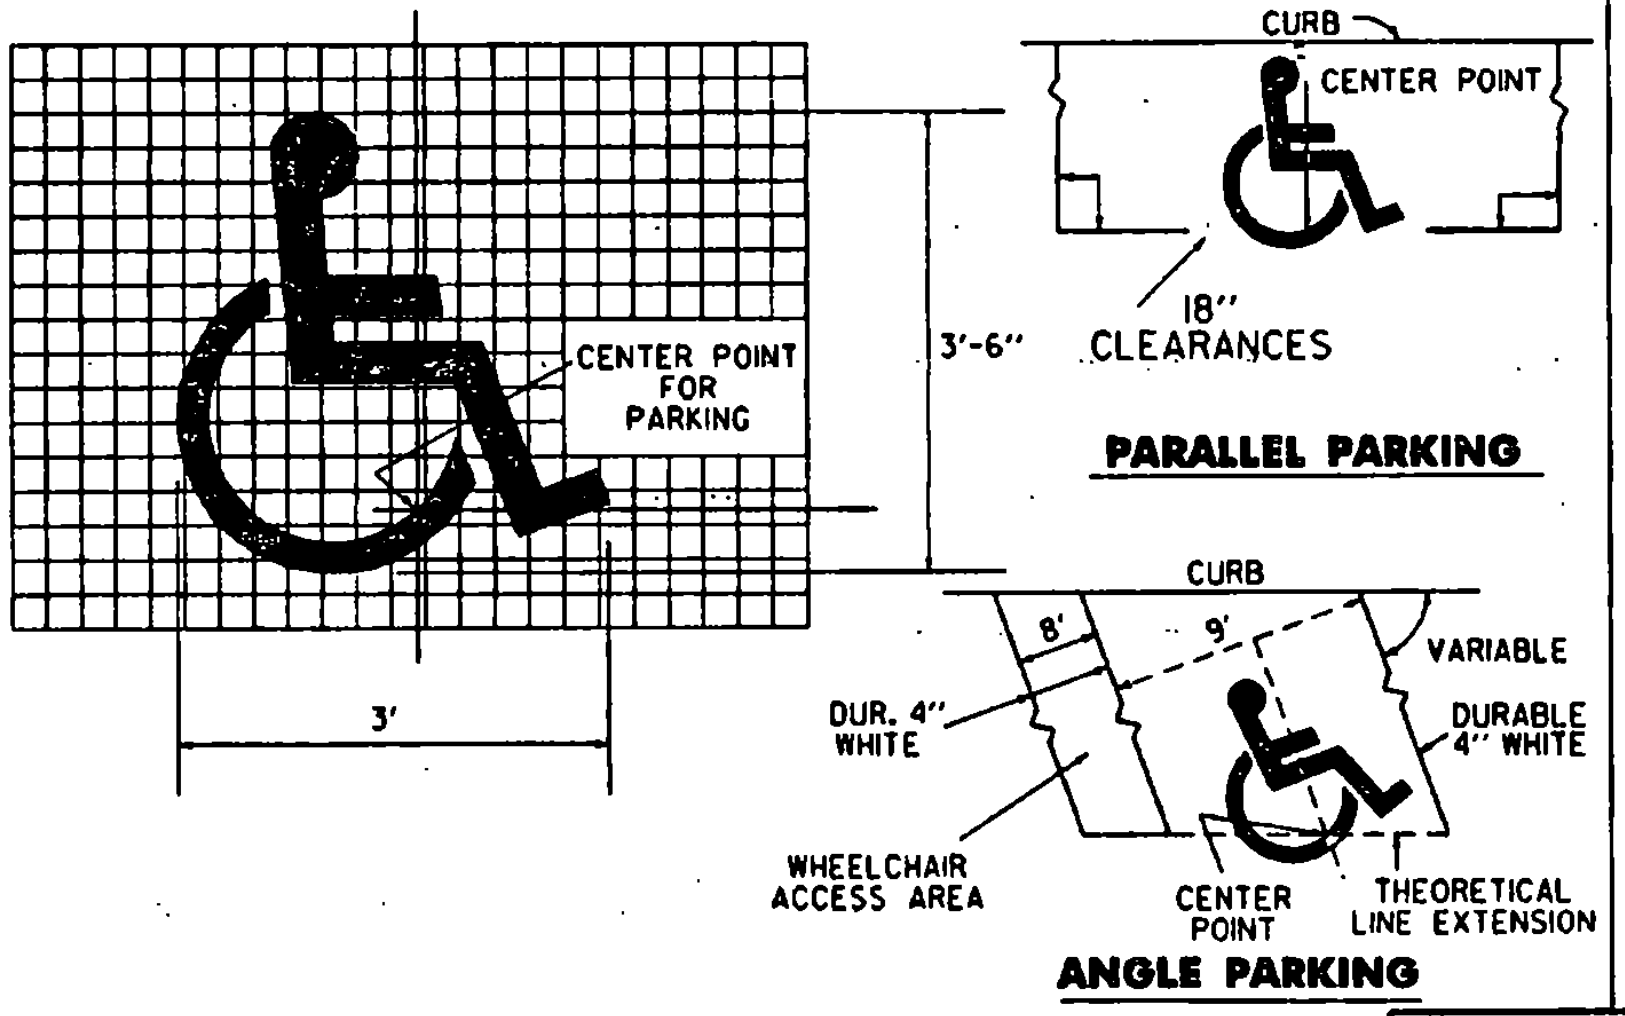 CENTER POINT
FOR
PARKING
3'-6"
3'
CURB
CENTER POINT
18"
CLEARANCES
PARALLEL PARKING
CURB
8'
9'
VARIABLE
DUR. 4"
WHITE
DURABLE
4" WHITE
WHEELCHAIR
ACCESS AREA
CENTER
POINT
THEORETICAL
LINE EXTENSION
ANGLE PARKING